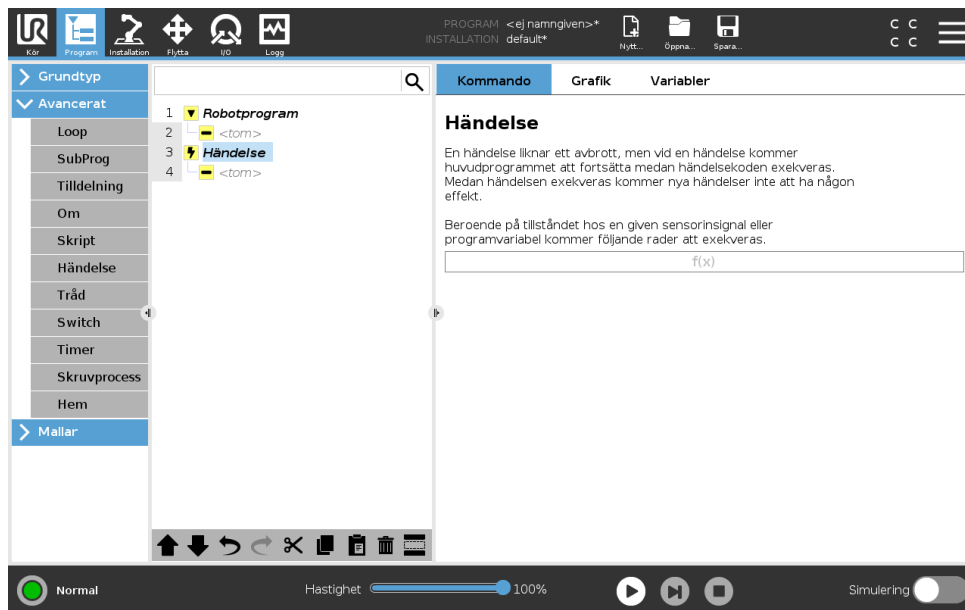 UR
Kör
Program
Installation
Flytta
I/O
Logg
PROGRAM <ej namngiven>*
INSTALLATION default*
Nytt...
Öppna...
Spara...
C C
C C
Grundtyp
Avancerat
Loop
SubProg
Tilldelning
Om
Skript
Händelse
Tråd
Switch
Timer
Skruvprocess
Hem
Mallar
1 Robotprogram
2 <tom>
3 Händelse
4 <tom>
Kommando Grafik Variabler
Händelse
En händelse liknar ett avbrott, men vid en händelse kommer
huvudprogrammet att fortsätta medan händelsekoden exekveras.
Medan händelsen exekveras kommer nya händelser inte att ha någon
effekt.
Beroende på tillståndet hos en given sensorinsignal eller
programvariabel kommer följande rader att exekveras.
f(x)
Normal
Hastighet 100%
Simulering